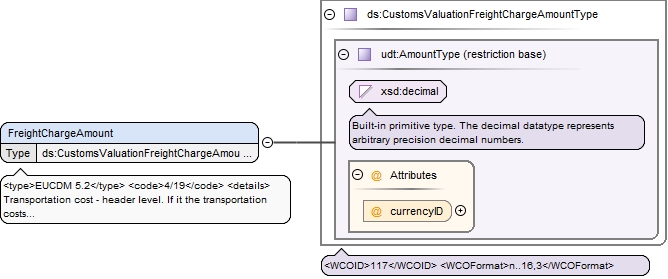 ds:CustomsValuationFreightChargeAmountType
udt:AmountType (restriction base)
xsd:decimal
Built-in primitive type. The decimal datatype represents
arbitrary precision decimal numbers.
FreightChargeAmount
Type ds:CustomsValuationFreightChargeAmou ...
<type>EUCDM 5.2</type> <code>4/19</code> <details>
Transportation cost - header level. If it the transportation
costs...
@ Attributes
@ currencyID
<WCOID>117</WCOID> <WCOFormat>n..16,3</WCOFormat>